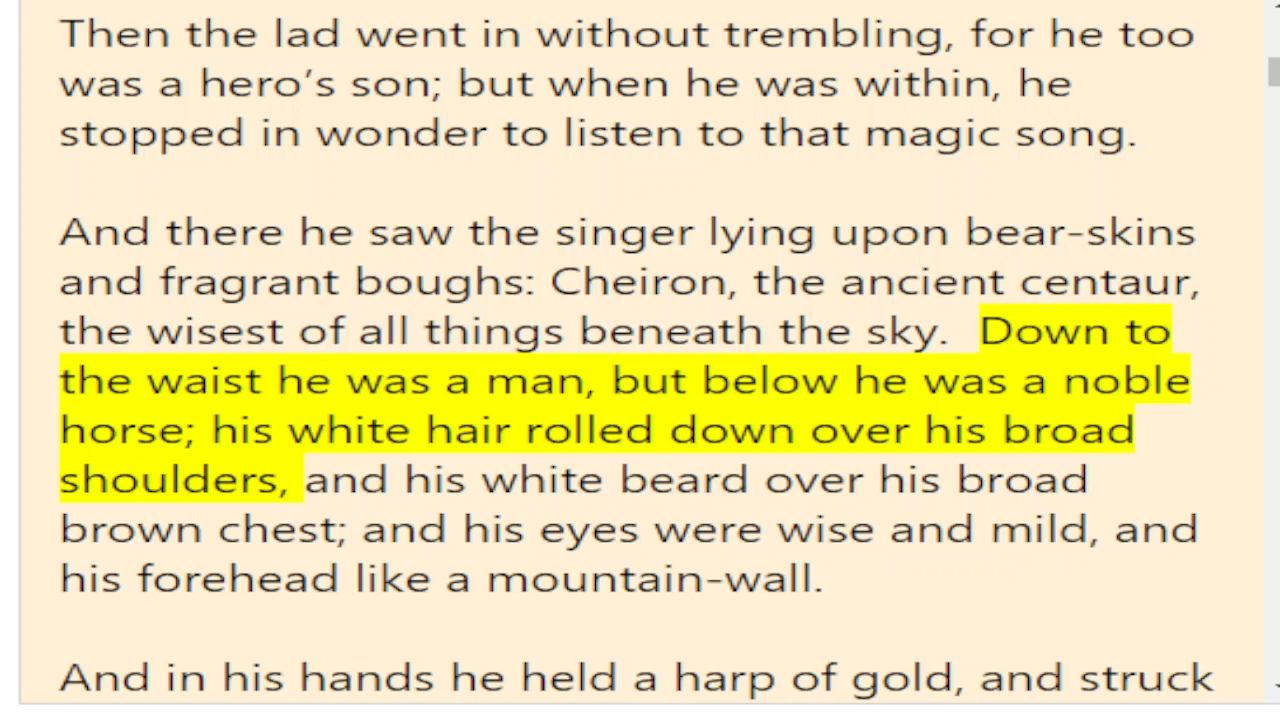 Then the lad went in without trembling, for he too
was a hero’s son; but when he was within, he
stopped in wonder to listen to that magic song.
And there he saw the singer lying upon bear-skins
and fragrant boughs: Cheiron, the ancient centaur,
the wisest of all things beneath the sky.  Down to
the waist he was a man, but below he was a noble
horse; his white hair rolled down over his broad
shoulders, and his white beard over his broad
brown chest; and his eyes were wise and mild, and
his forehead like a mountain-wall.
And in his hands he held a harp of gold, and struck